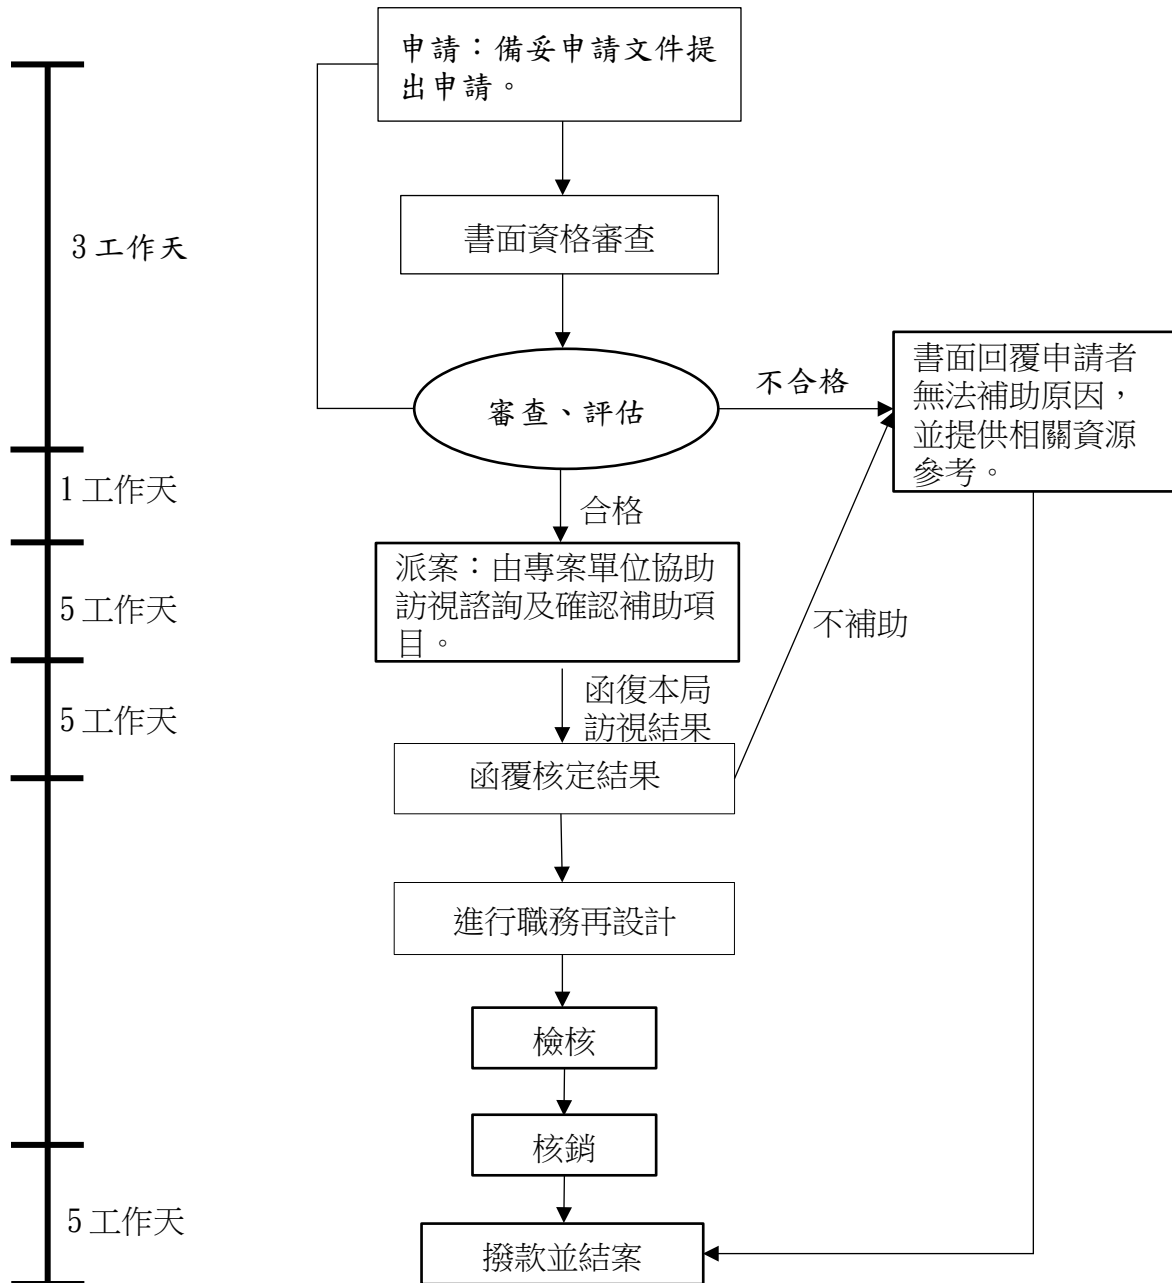 申請：備妥申請文件提
出申請。
書面資格審查
3工作天
審查、評估
不合格
書面回覆申請者
無法補助原因，
並提供相關資源
參考。
1工作天
合格
派案：由專案單位協助
訪視諮詢及確認補助項
目。
5工作天
不補助
函復本局
訪視結果
5工作天
函覆核定結果
進行職務再設計
檢核
核銷
5工作天
撥款並結案